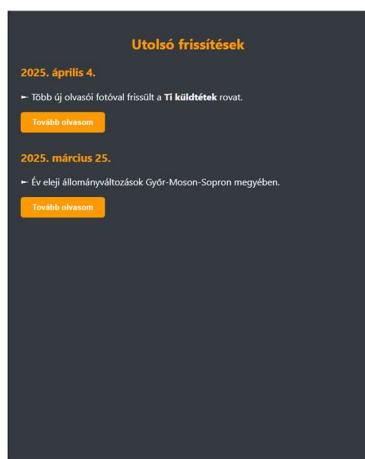 Utolsó frissítések
2025. április 4.
► Több új olvasói fotóval frissült a Ti küldtétek rovat.
Tovább olvasom
2025. március 25.
► Év eleji állományváltozások Győr-Moson-Sopron megyében.
Tovább olvasom